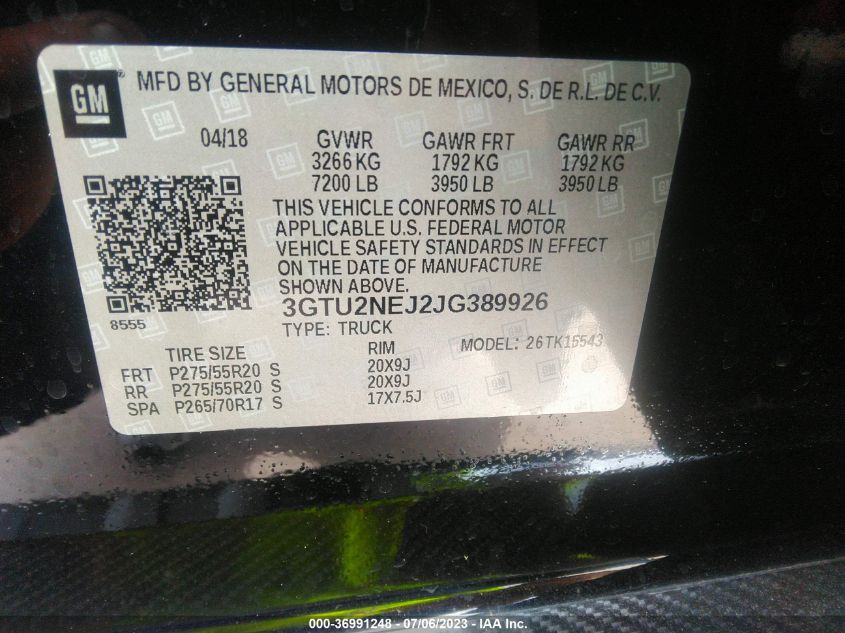 GM
MFD BY GENERAL MOTORS DE MEXICO, S. DE R.L. DE C.V.
04/18 GVWR GAWR FRT GAWR RR
3266 KG 1792 KG 1792 KG
7200 LB 3950 LB 3950 LB
THIS VEHICLE CONFORMS TO ALL
APPLICABLE U.S. FEDERAL MOTOR
VEHICLE SAFETY STANDARDS IN EFFECT
ON THE DATE OF MANUFACTURE
SHOWN ABOVE.
8555
3GTU2NEJ2JG389926
TYPE: TRUCK MODEL: 26TK15543
TIRE SIZE RIM
FRT P275/55R20 S 20X9J
RR P275/55R20 S 20X9J
SPA P265/70R17 S 17X7.5J
000-36991248 - 07/06/2023 - IAA Inc.